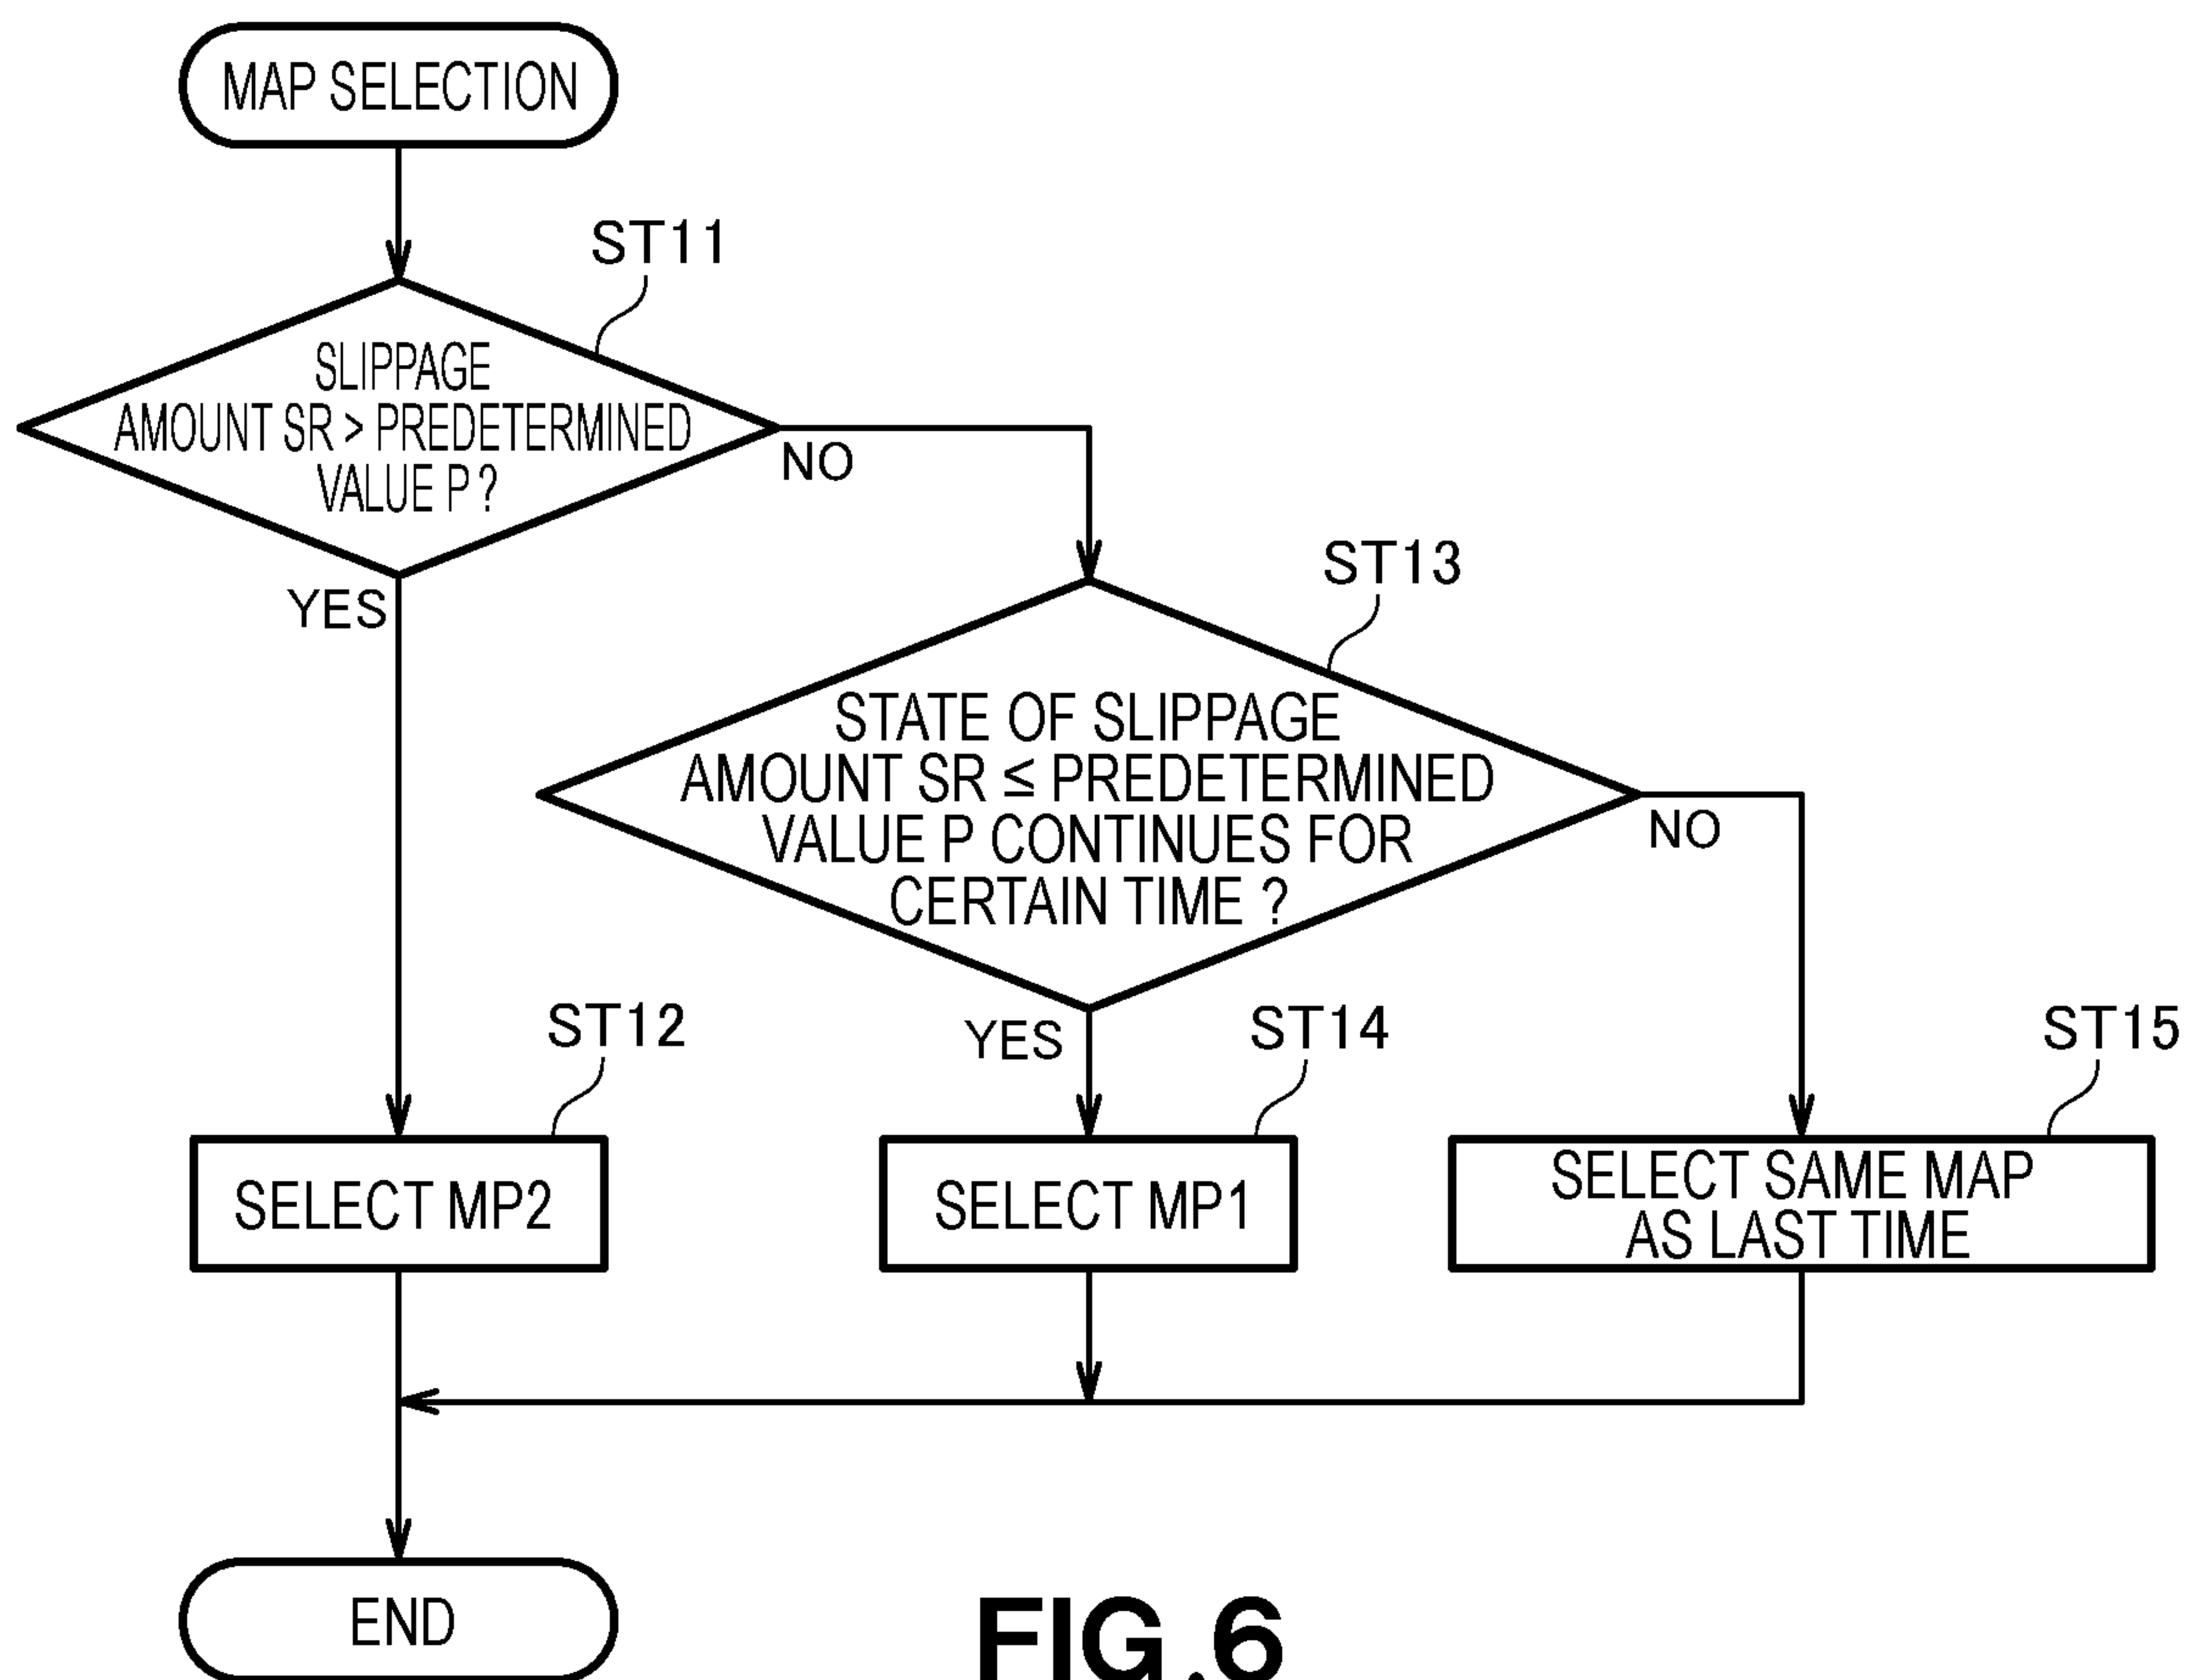 MAP SELECTION
ST11
SLIPPAGE
AMOUNT SR > PREDETERMINED
VALUE P ?
NO
YES
ST13
STATE OF SLIPPAGE
AMOUNT SR ≤ PREDETERMINED
VALUE P CONTINUES FOR
CERTAIN TIME ?
NO
YES
ST12
SELECT MP2
ST14
SELECT MP1
ST15
SELECT SAME MAP
AS LAST TIME
END
FIG.6